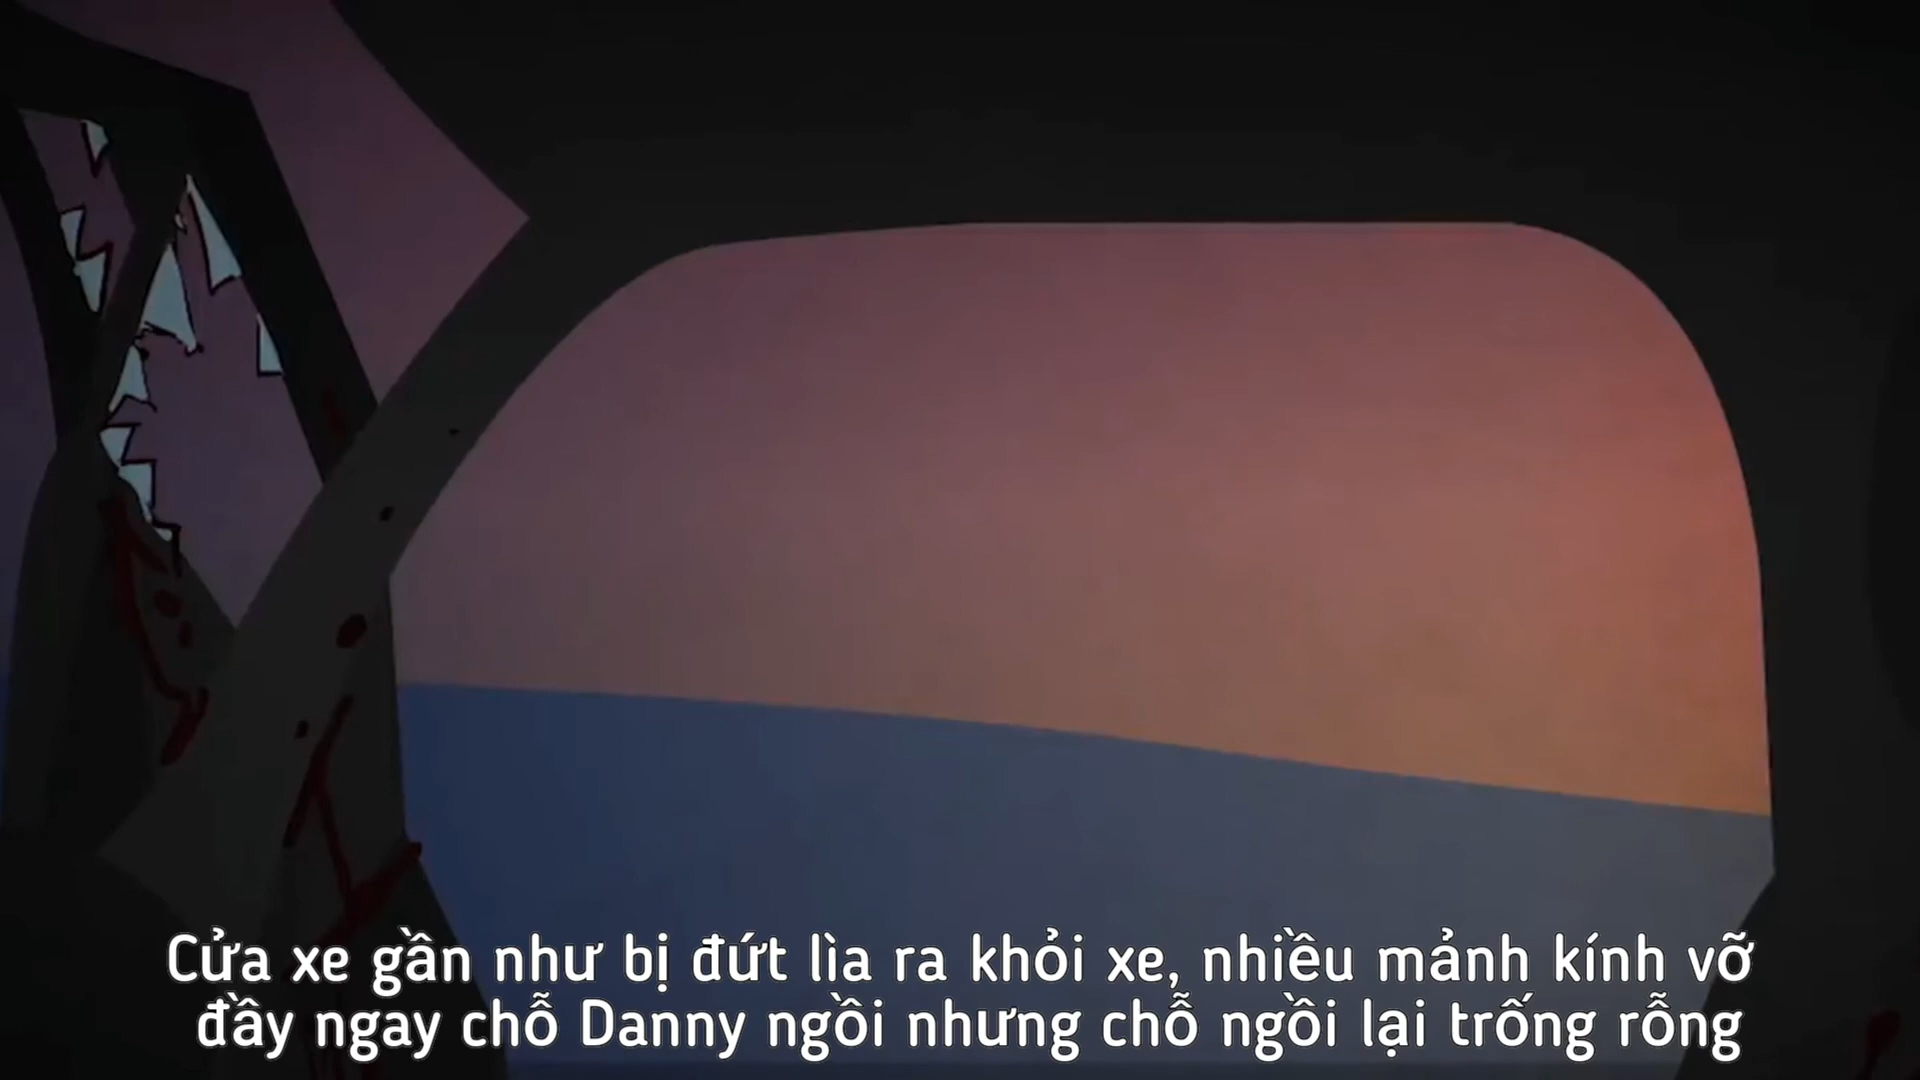 Cửa xe gần như bị đứt lìa ra khỏi xe, nhiều mảnh kính vỡ
đầy ngay chỗ Danny ngồi nhưng chỗ ngồi lại trống rỗng